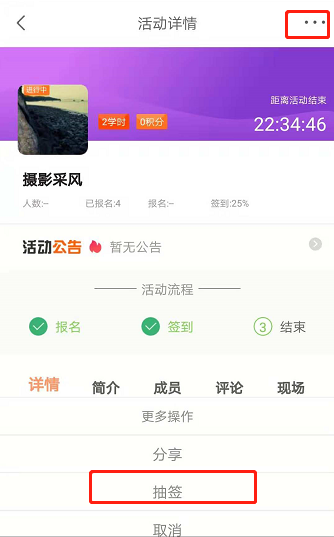 活动详情
进行中
2学时 0积分
距离活动结束
22:34:46
摄影采风
人数:-- 已报名:4 报名:-- 签到:25%
活动公告 暂无公告
活动流程
报名 签到 3 结束
详情 简介 成员 评论 现场
更多操作
分享
抽签
取消